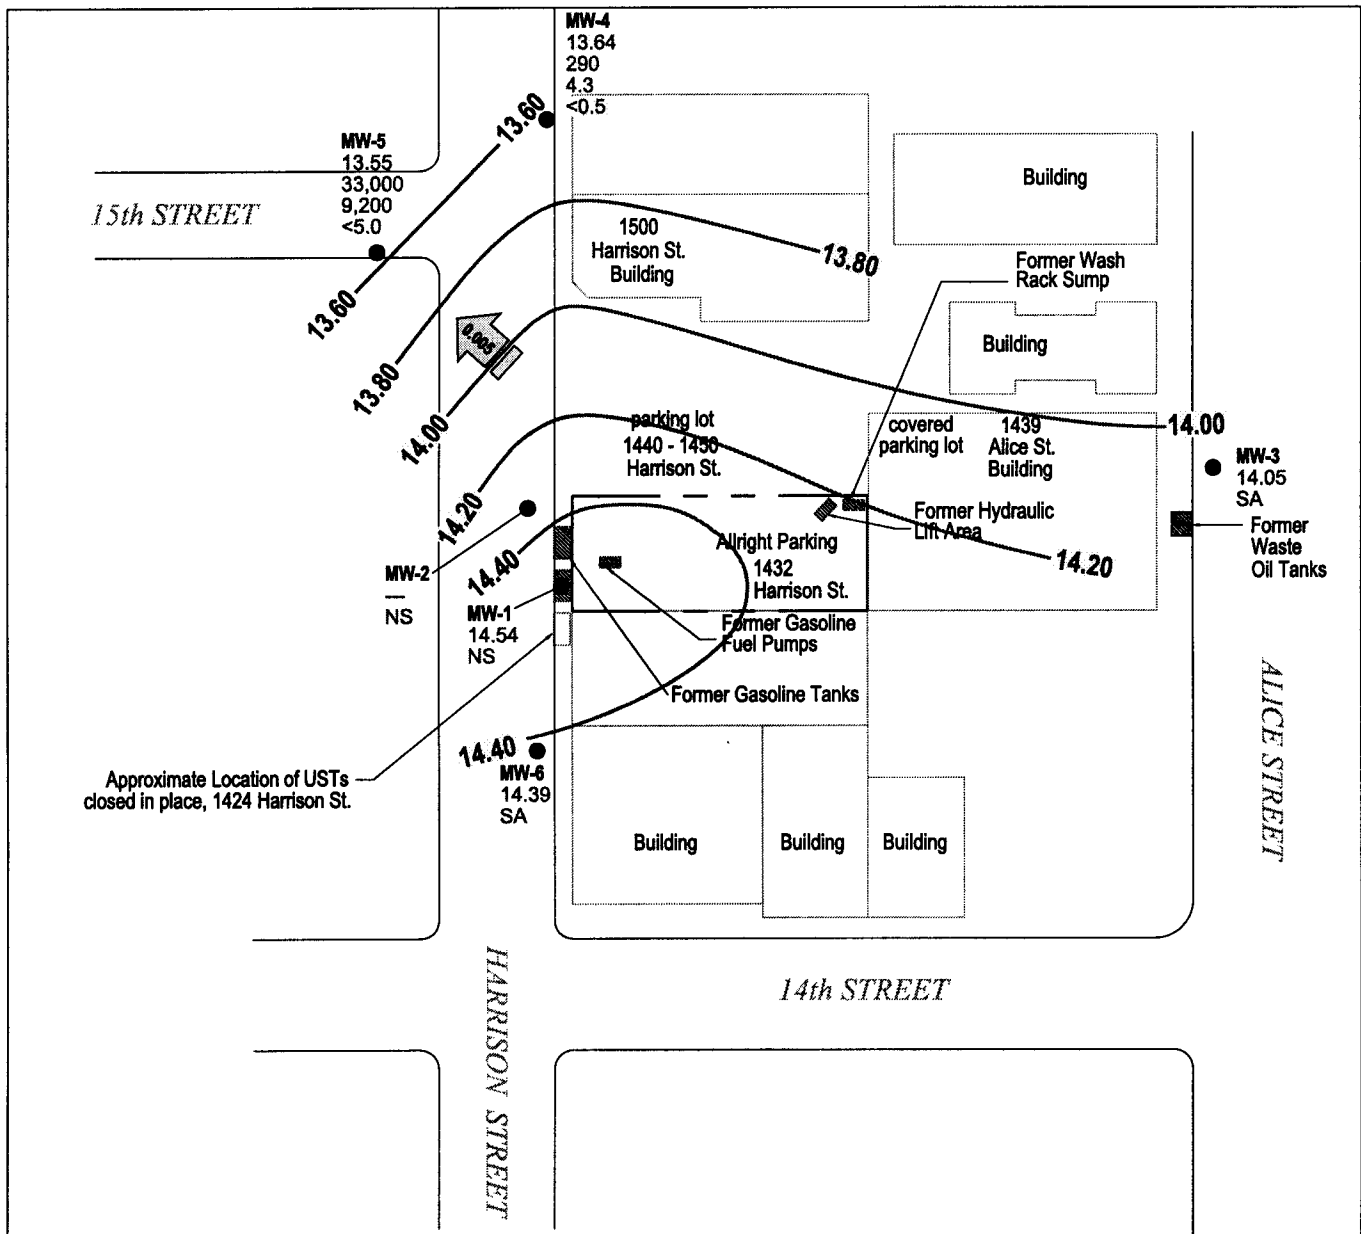 MW-4
13.64
290
4.3
<0.5
13.60
MW-5
13.55
33,000
9,200
<5.0
15th STREET
13.60
1500
Harrison St.
Building
13.80
Building
Former Wash
Rack Sump
Building
0.005
13.80
14.00
parking lot
1440 - 1450
Harrison St.
covered
parking lot
1439
Alice St.
Building
14.00
MW-3
14.05
SA
14.20
Former Hydraulic
Lift Area
Former
Waste
Oil Tanks
Allright Parking
1432
Harrison St.
14.20
14.40
MW-2
—
NS
MW-1
14.54
NS
Former Gasoline
Fuel Pumps
Former Gasoline Tanks
14.40
MW-6
14.39
SA
Approximate Location of USTs
closed in place, 1424 Harrison St.
Building
Building
Building
ALICE STREET
HARRISON STREET
14th STREET